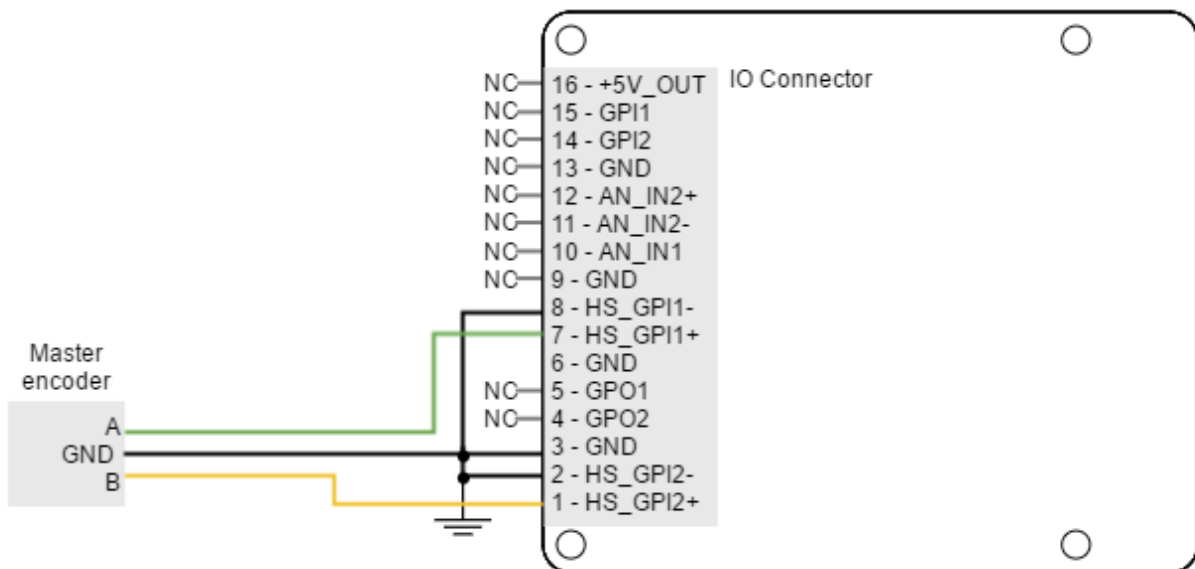 IO Connector
NC 16 - +5V_OUT
NC 15 - GPI1
NC 14 - GPI2
NC 13 - GND
NC 12 - AN_IN2+
NC 11 - AN_IN2-
NC 10 - AN_IN1
NC 9 - GND
8 - HS_GPI1-
7 - HS_GPI1+
6 - GND
NC 5 - GPO1
NC 4 - GPO2
3 - GND
2 - HS_GPI2-
1 - HS_GPI2+
Master
encoder
A
GND
B